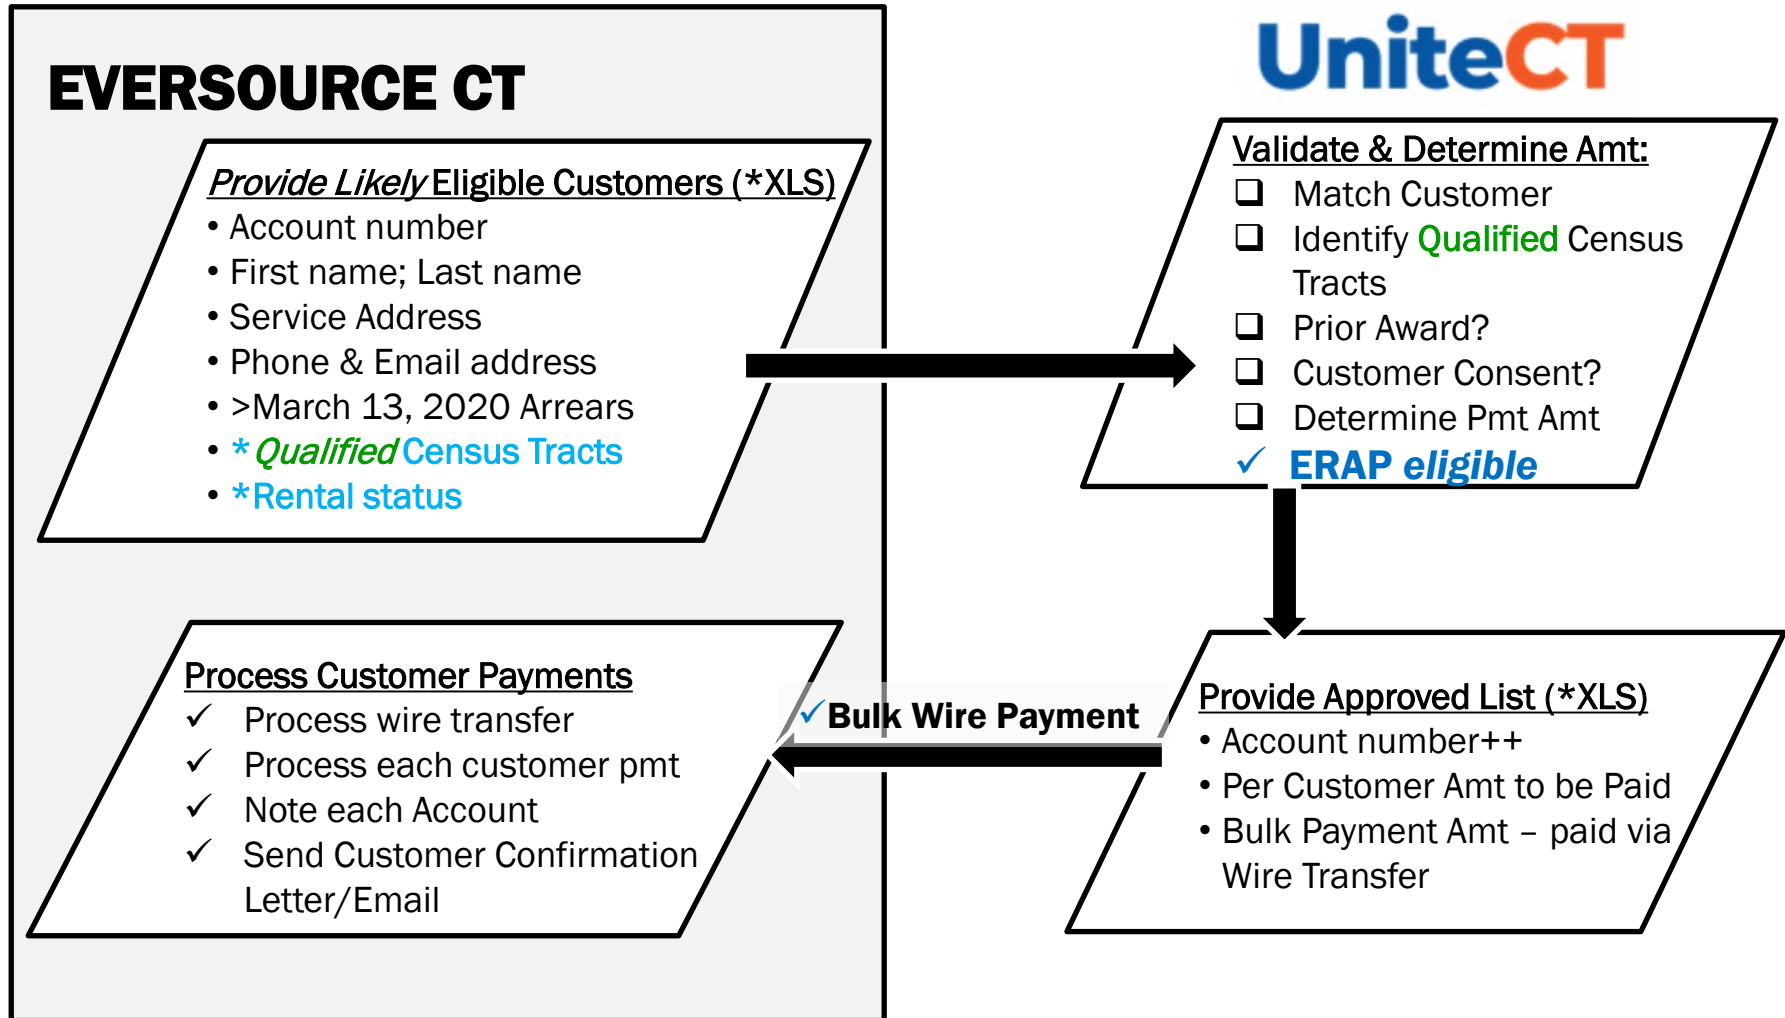 EVERSOURCE CT
Provide Likely Eligible Customers (*XLS)
• Account number
• First name; Last name
• Service Address
• Phone & Email address
• >March 13, 2020 Arrears
• *Qualified Census Tracts
• *Rental status
UniteCT
Validate & Determine Amt:
❑ Match Customer
❑ Identify Qualified Census
Tracts
❑ Prior Award?
❑ Customer Consent?
❑ Determine Pmt Amt
✓ ERAP eligible
Provide Approved List (*XLS)
• Account number++
• Per Customer Amt to be Paid
• Bulk Payment Amt – paid via
Wire Transfer
✓Bulk Wire Payment
Process Customer Payments
✓ Process wire transfer
✓ Process each customer pmt
✓ Note each Account
✓ Send Customer Confirmation
Letter/Email